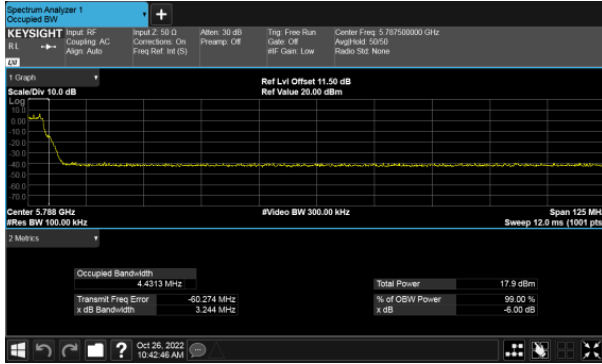 Spectrum Analyzer 1
Occupied BW
+
KEYSIGHT Input: RF Input Z: 50 Ω Atten: 30 dB Trig: Free Run Center Freq: 5.787500000 GHz
RL Coupling: AC Corrections: On Preamp: Off Gate: Off Avg|Hold: 50/50
Align: Auto Freq Ref: Int (S) #IF Gain: Low Radio Std: None
1 Graph
Ref Lvl Offset 11.50 dB
Scale/Div 10.0 dB Ref Value 20.00 dBm
Log
10.0
0.00
-10.0
-20.0
-30.0
-40.0
-50.0
-60.0
-70.0
Center 5.788 GHz #Video BW 300.00 kHz Span 125 MH
#Res BW 100.00 kHz Sweep 12.0 ms (1001 pts
2 Metrics
Occupied Bandwidth
4.4313 MHz Total Power 17.9 dBm
Transmit Freq Error -60.274 MHz % of OBW Power 99.00 %
x dB Bandwidth 3.244 MHz x dB -6.00 dB
? Oct 26, 2022
10:42:46 AM